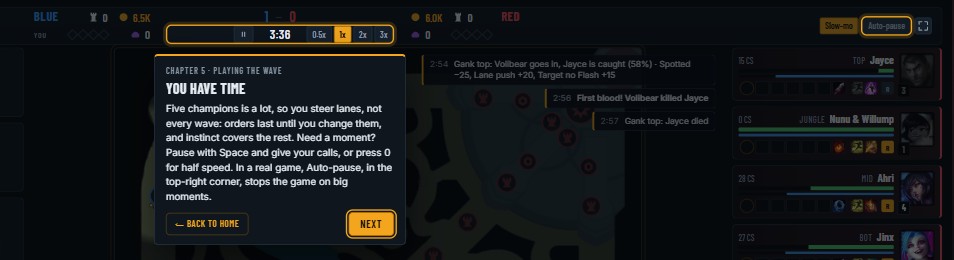 BLUE
0
6.5K
1 - 0
6.0K
0
RED
YOU
0
3:36
0.5x
1x
2x
3x
0
Slow-mo
Auto-pause
CHAPTER 5 · PLAYING THE WAVE
YOU HAVE TIME
Five champions is a lot, so you steer lanes, not
every wave: orders last until you change them,
and instinct covers the rest. Need a moment?
Pause with Space and give your calls, or press 0
for half speed. In a real game, Auto-pause, in the
top-right corner, stops the game on big
moments.
BACK TO HOME
NEXT
2:54 Gank top: Volibear goes in, Jayce is caught (58%) - Spotted
−25, Lane push +20, Target no Flash +15
2:56 First blood! Volibear killed Jayce
2:57 Gank top: Jayce died
15 CS
TOP Jayce
3
0 CS
JUNGLE Nunu & Willump
1
MID Ahri
4
27 CS
BOT Jinx